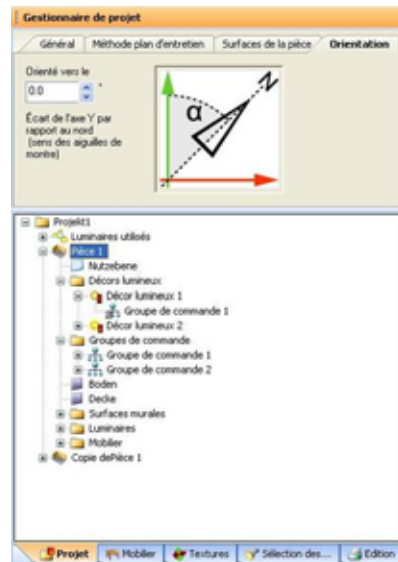 Gestionnaire de projet
Général Méthode plan d'entretien Surfaces de la pièce Orientation
Orienté vers le
0.0 °
Écart de l'axe Y par
rapport au nord
(sens des aiguilles de
montre)
α N
Projekt1
Luminaires utilisés
Pièce 1
Nutzebene
Décors lumineux
Décor lumineux 1
Groupe de commande 1
Décor lumineux 2
Groupes de commande
Groupe de commande 1
Groupe de commande 2
Boden
Decke
Surfaces murales
Luminaires
Mobilier
Copie dePièce 1
Projet Mobilier Textures Sélection des.... Edition